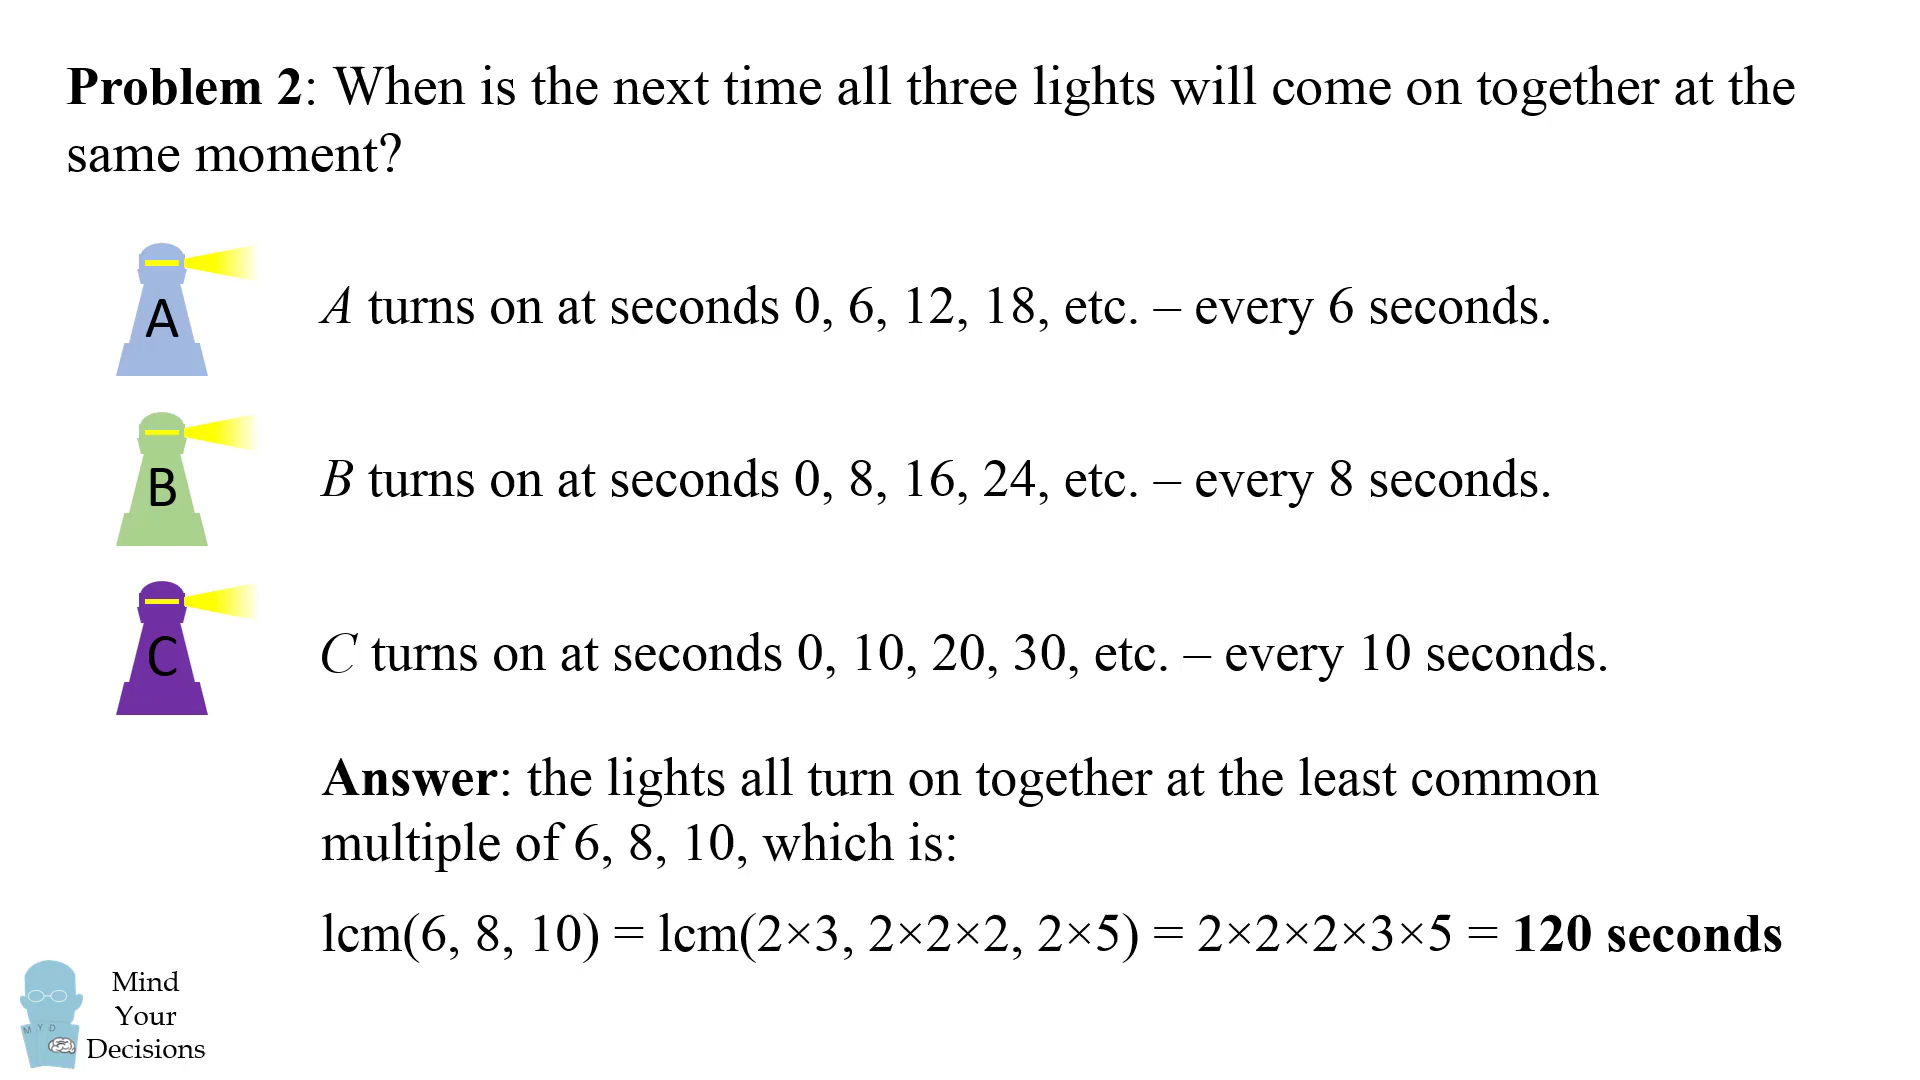 Problem 2: When is the next time all three lights will come on together at the
same moment?
A
A turns on at seconds 0, 6, 12, 18, etc. – every 6 seconds.
B
B turns on at seconds 0, 8, 16, 24, etc. – every 8 seconds.
C
C turns on at seconds 0, 10, 20, 30, etc. – every 10 seconds.
Answer: the lights all turn on together at the least common
multiple of 6, 8, 10, which is:
lcm(6, 8, 10) = lcm(2×3, 2×2×2, 2×5) = 2×2×2×3×5 = 120 seconds
M Y D
Mind
Your
Decisions